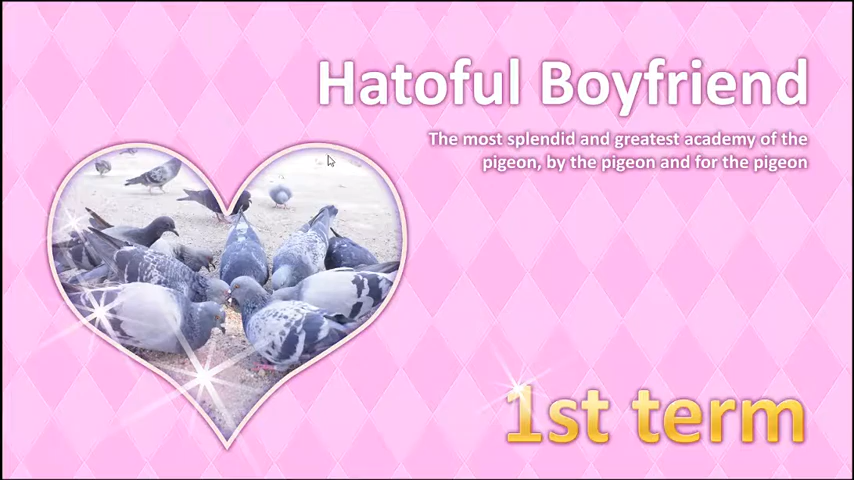 Hatoful Boyfriend
The most splendid and greatest academy of the
pigeon, by the pigeon and for the pigeon
1st term